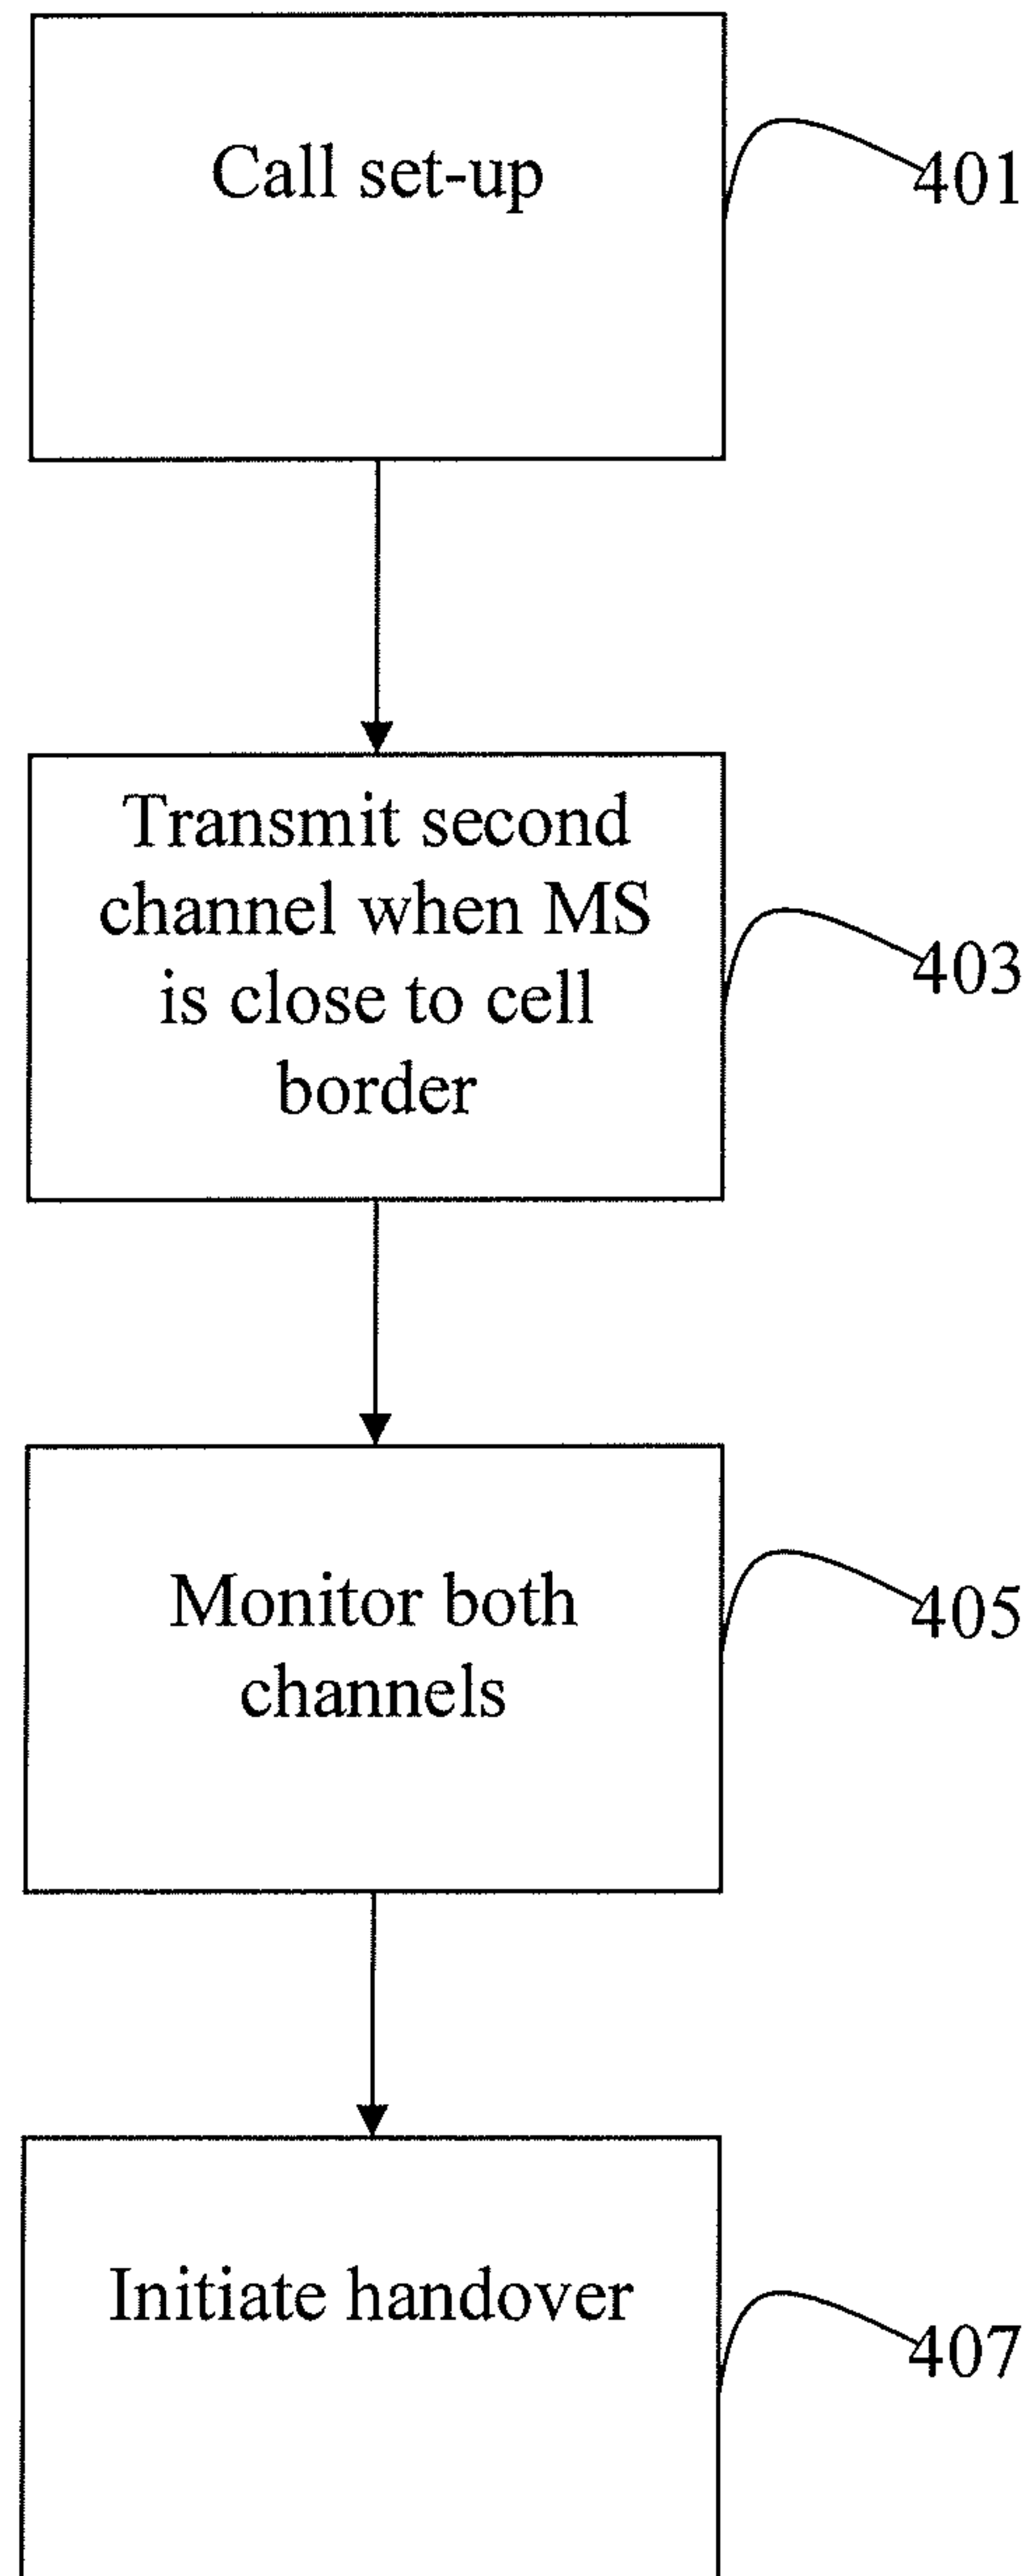 Call set-up
401
Transmit second
channel when MS
is close to cell
border
403
Monitor both
channels
405
Initiate handover
407